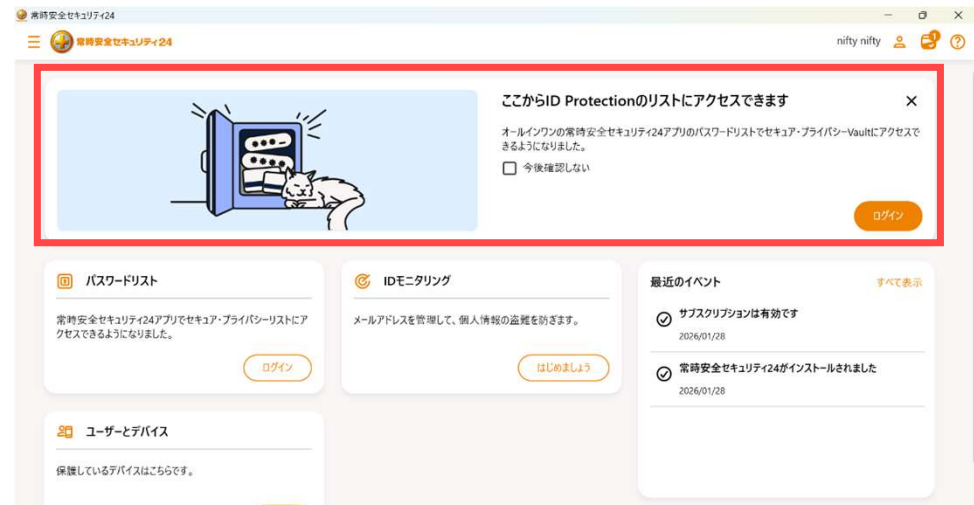 常時安全セキュリティ24
常時安全セキュリティ24
nifty nifty
1
ここからID Protectionのリストにアクセスできます
オールインワンの常時安全セキュリティ24アプリのパスワードリストでセキュア・プライバシーVaultにアクセスで
きるようになりました。
今後確認しない
ログイン
パスワードリスト
常時安全セキュリティ24アプリでセキュア・プライバシーリストにア
クセスできるようになりました。
ログイン
IDモニタリング
メールアドレスを管理して、個人情報の盗難を防ぎます。
はじめましょう
最近のイベント
すべて表示
サブスクリプションは有効です
2026/01/28
常時安全セキュリティ24がインストールされました
2026/01/28
ユーザーとデバイス
保護しているデバイスはこちらです。